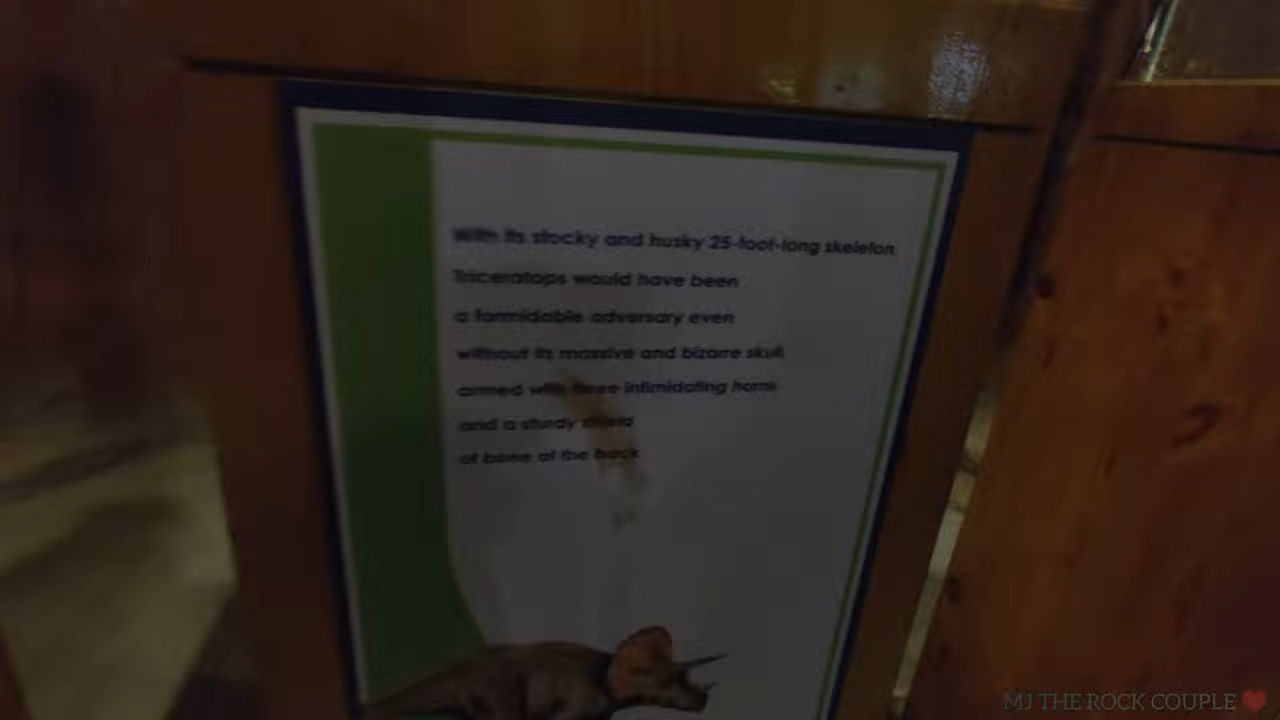 With its stocky and husky 25-foot-long skeleton,
Triceratops would have been
a formidable adversary even
without its massive and bizarre skull
armed with three intimidating horns
and a sturdy shield
of bone at the back
MJ THE ROCK COUPLE